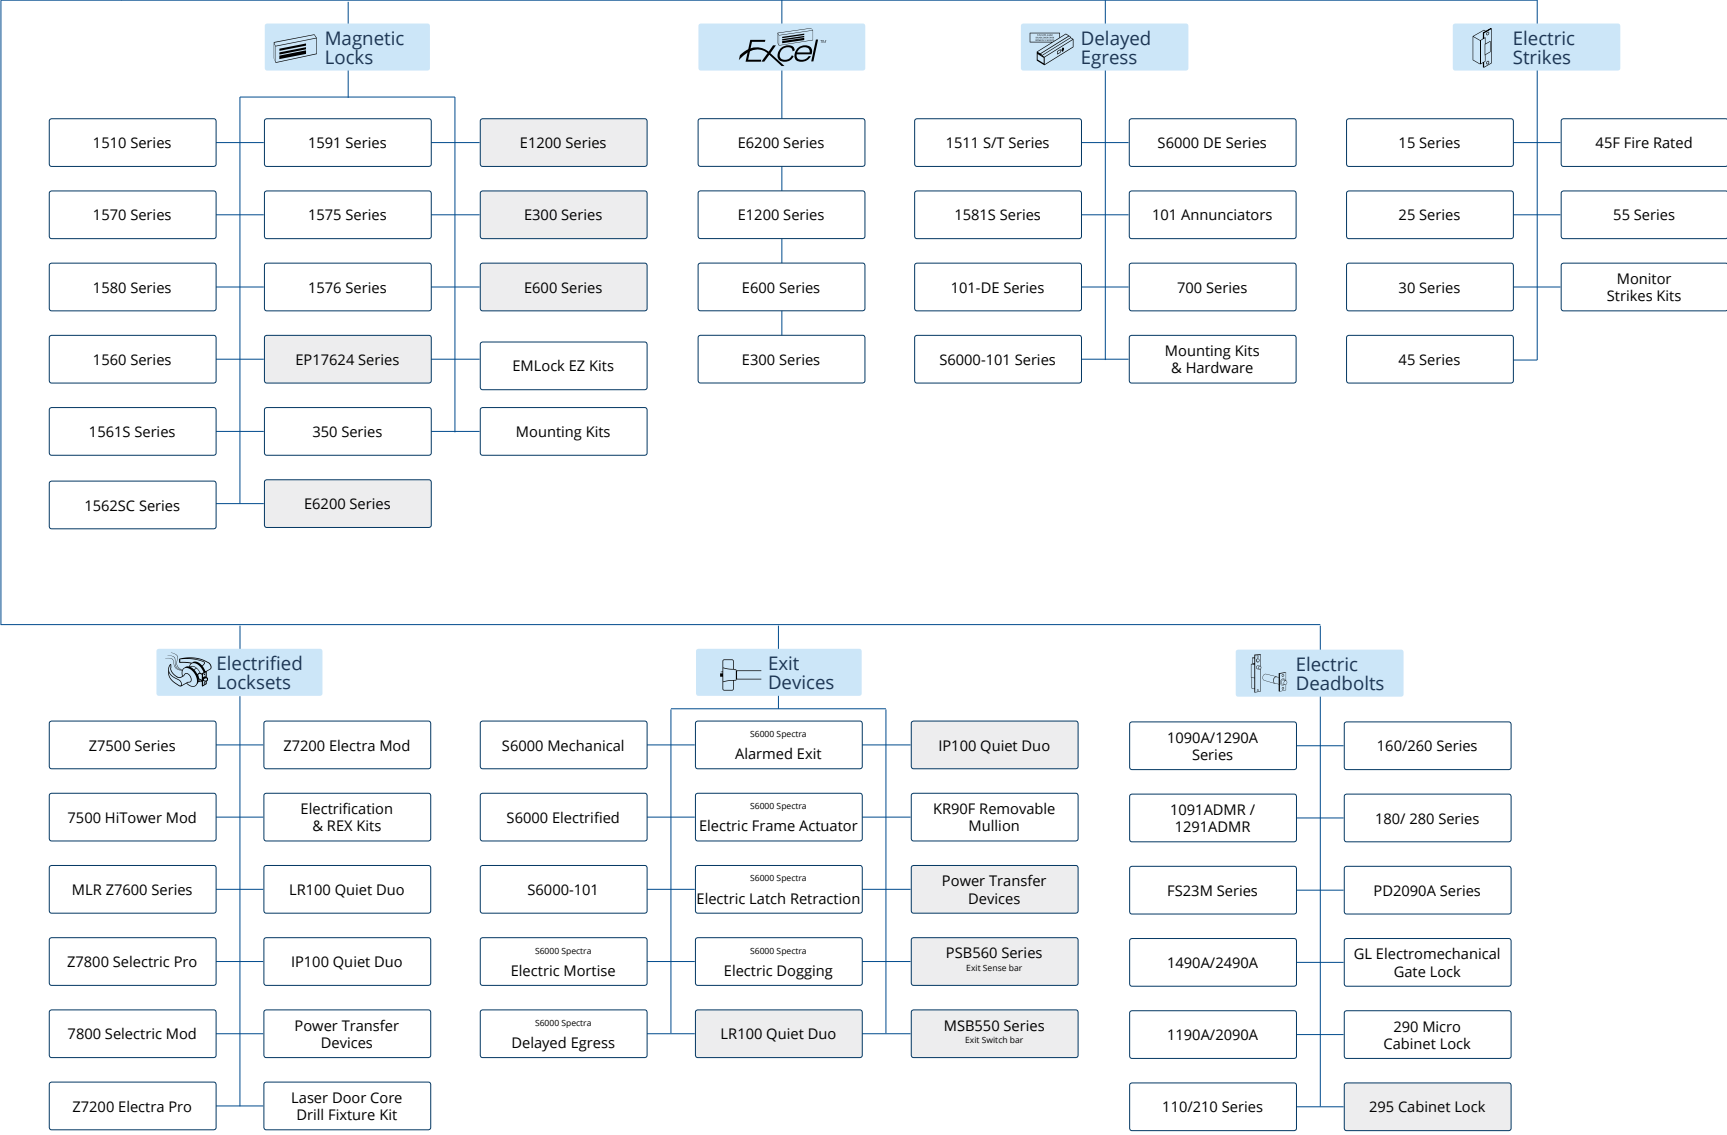 Magnetic
Locks
Excel™
Delayed
Egress
Electric
Strikes
1510 Series
1591 Series
E1200 Series
E6200 Series
1511 S/T Series
S6000 DE Series
15 Series
45F Fire Rated
1570 Series
1575 Series
E300 Series
E1200 Series
1581S Series
101 Annunciators
25 Series
55 Series
1580 Series
1576 Series
E600 Series
E600 Series
101-DE Series
700 Series
30 Series
Monitor
Strikes Kits
1560 Series
EP17624 Series
EMLock EZ Kits
E300 Series
S6000-101 Series
Mounting Kits
& Hardware
45 Series
1561S Series
350 Series
Mounting Kits
1562SC Series
E6200 Series
Electrified
Locksets
Exit
Devices
Electric
Deadbolts
Z7500 Series
Z7200 Electra Mod
S6000 Mechanical
S6000 Spectra
Alarmed Exit
IP100 Quiet Duo
1090A/1290A
Series
160/260 Series
7500 HiTower Mod
Electrification
& REX Kits
S6000 Electrified
S6000 Spectra
Electric Frame Actuator
KR90F Removable
Mullion
1091ADMR /
1291ADMR
180/ 280 Series
MLR Z7600 Series
LR100 Quiet Duo
S6000-101
S6000 Spectra
Electric Latch Retraction
Power Transfer
Devices
FS23M Series
PD2090A Series
Z7800 Selectric Pro
IP100 Quiet Duo
S6000 Spectra
Electric Mortise
S6000 Spectra
Electric Dogging
PSB560 Series
Exit Sense bar
1490A/2490A
GL Electromechanical
Gate Lock
7800 Selectric Mod
Power Transfer
Devices
S6000 Spectra
Delayed Egress
LR100 Quiet Duo
MSB550 Series
Exit Switch bar
1190A/2090A
290 Micro
Cabinet Lock
Z7200 Electra Pro
Laser Door Core
Drill Fixture Kit
110/210 Series
295 Cabinet Lock